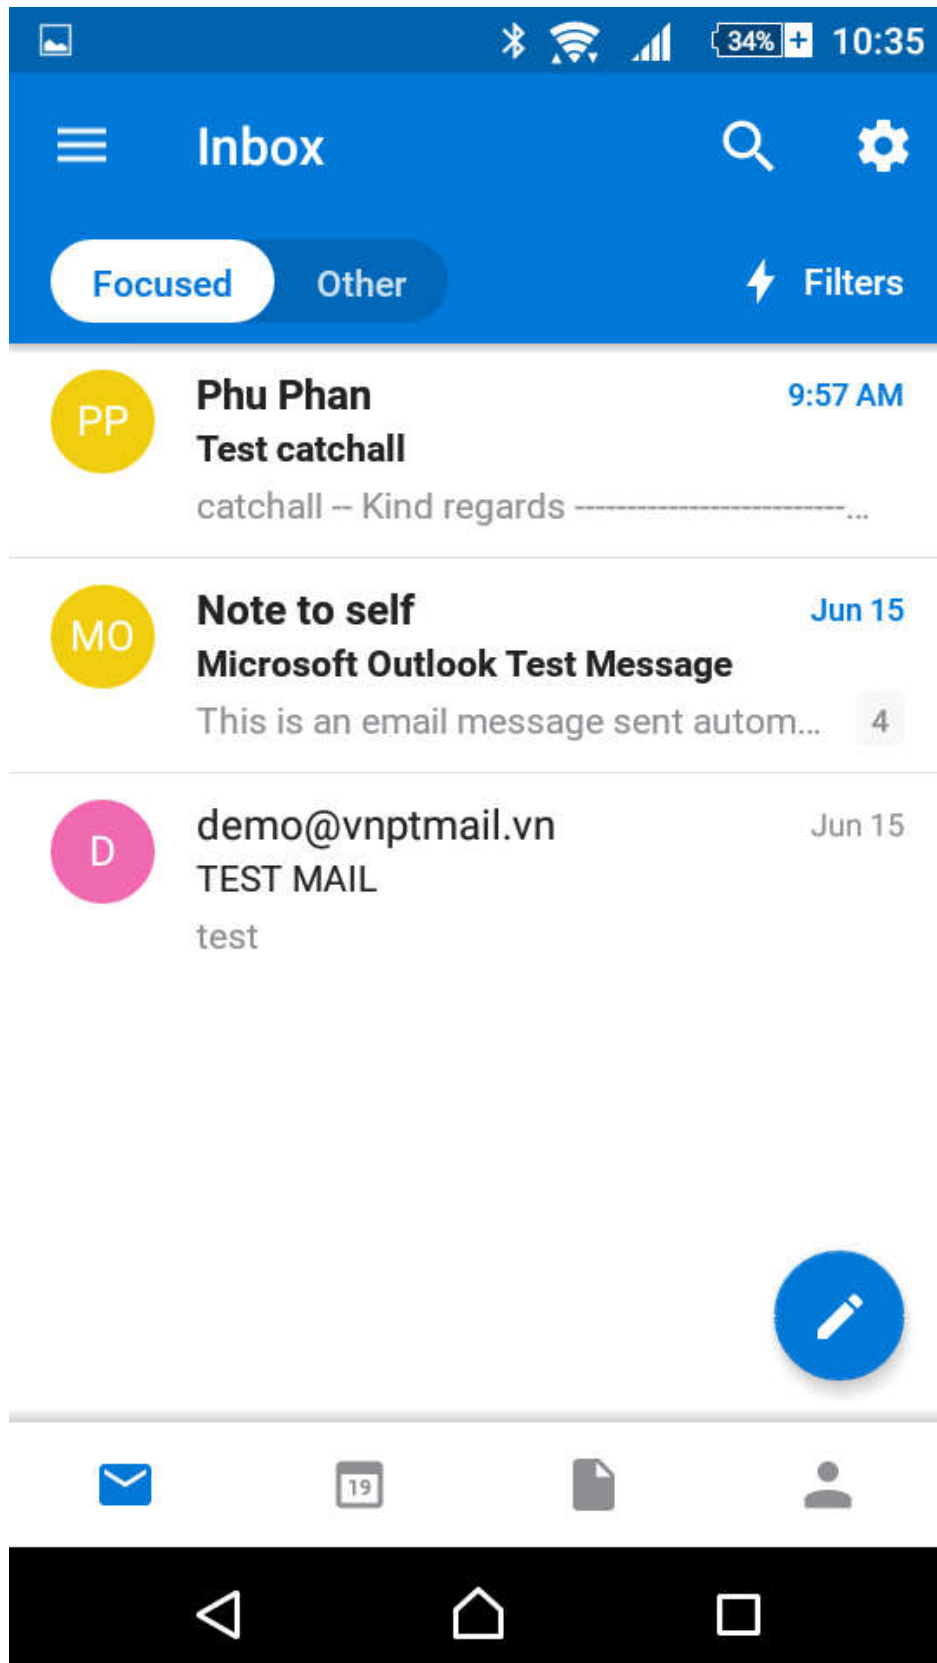 34% 10:35
Inbox
Focused Other Filters
PP Phu Phan 9:57 AM
Test catchall
catchall -- Kind regards --------------------------...
MO Note to self Jun 15
Microsoft Outlook Test Message
This is an email message sent autom... 4
D demo@vnptmail.vn Jun 15
TEST MAIL
test
19